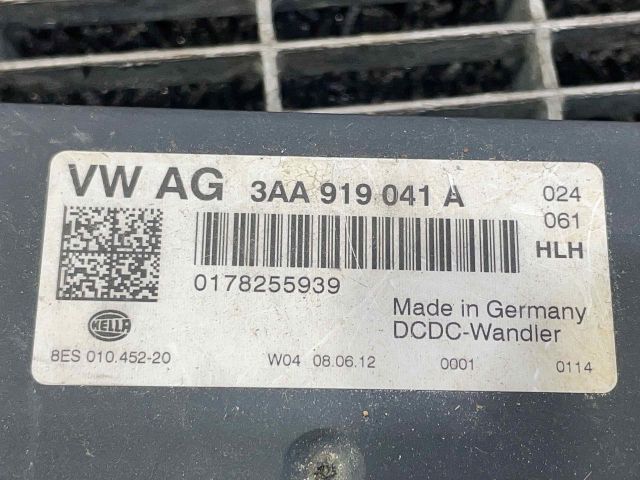 VW AG 3AA 919 041 A 024
061
HLH
0178255939
Made in Germany
DCDC-Wandler
HELLA
8ES 010.452-20 W04 08.06.12 0001 0114